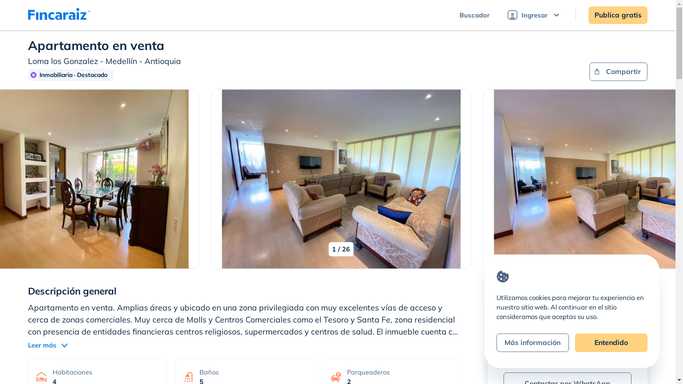 Fincaraiz
Buscador
Ingresar
Publica gratis
Apartamento en venta
Loma los Gonzalez - Medellín - Antioquia
Inmobiliaria · Destacado
Compartir
1 / 26
Descripción general
Apartamento en venta. Amplias áreas y ubicado en una zona privilegiada con muy excelentes vías de acceso y
cerca de zonas comerciales. Muy cerca de Malls y Centros Comerciales como el Tesoro y Santa Fe, zona residencial
con presencia de entidades financieras centros religiosos, supermercados y centros de salud. El inmueble cuenta c...
Leer más
Habitaciones
4
Baños
5
Parqueaderos
2
Utilizamos cookies para mejorar tu experiencia en
nuestro sitio web. Al continuar en el sitio
consideramos que aceptas su uso.
Más información
Entendido
Contactar por WhatsApp